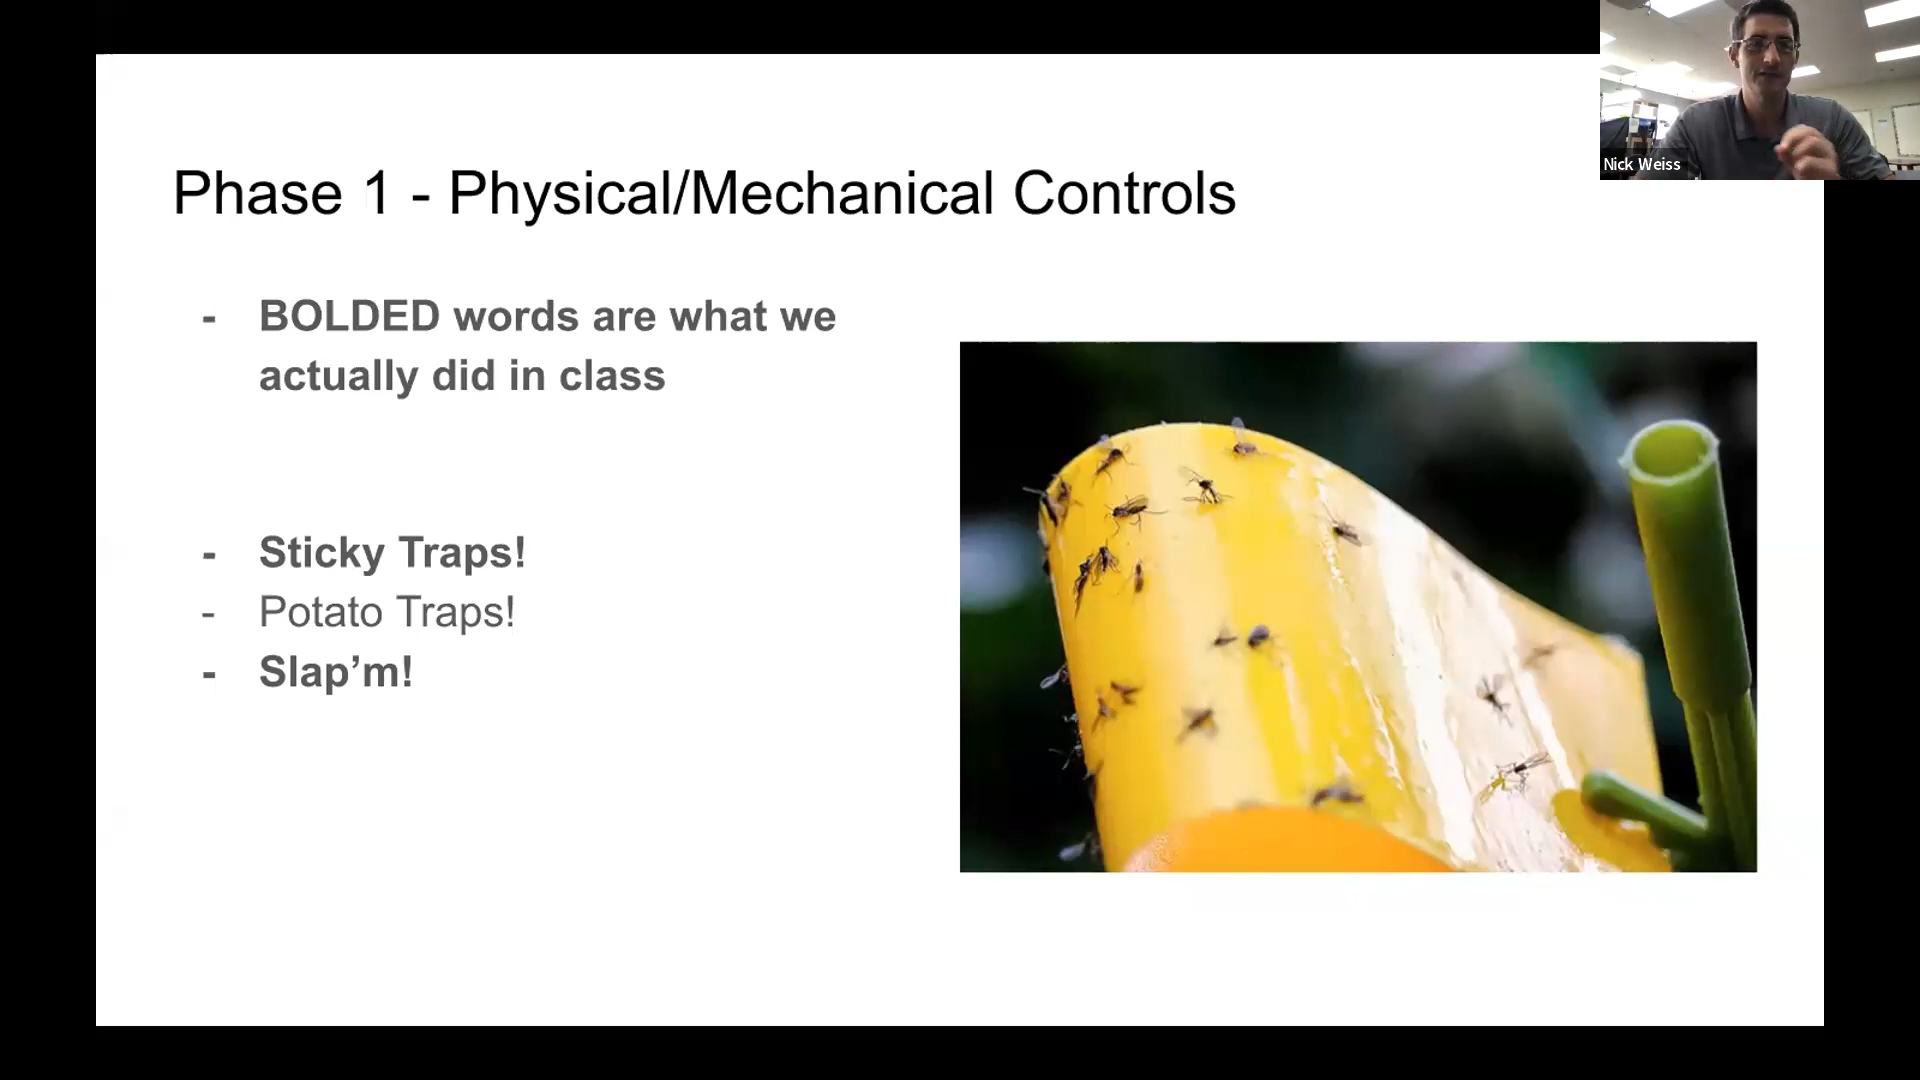 Phase 1 - Physical/Mechanical Controls
- BOLDED words are what we
actually did in class
- Sticky Traps!
- Potato Traps!
- Slap’m!
Nick Weiss